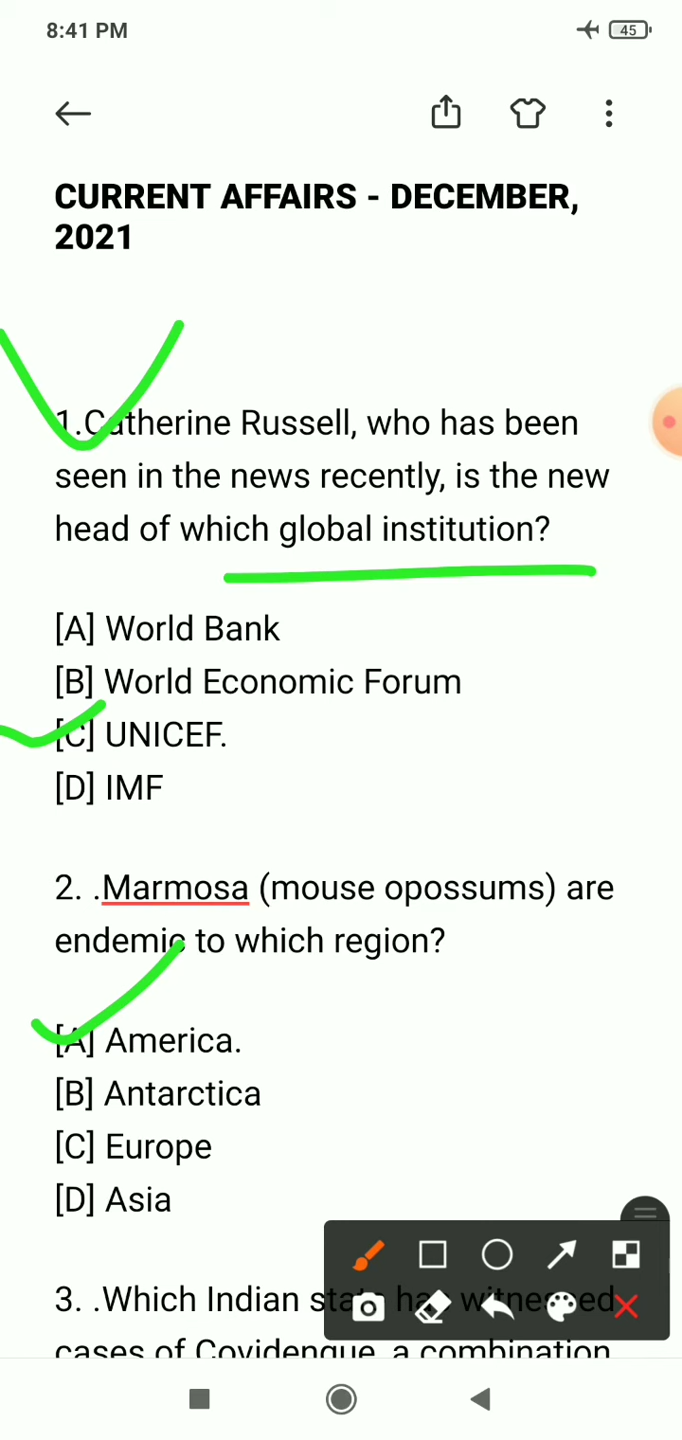 8:41 PM
45
CURRENT AFFAIRS - DECEMBER,
2021
1.Catherine Russell, who has been
seen in the news recently, is the new
head of which global institution?
[A] World Bank
[B] World Economic Forum
[C] UNICEF.
[D] IMF
2. .Marmosa (mouse opossums) are
endemic to which region?
[A] America.
[B] Antarctica
[C] Europe
[D] Asia
3. .Which Indian state has witnessed
cases of Covidengue, a combination